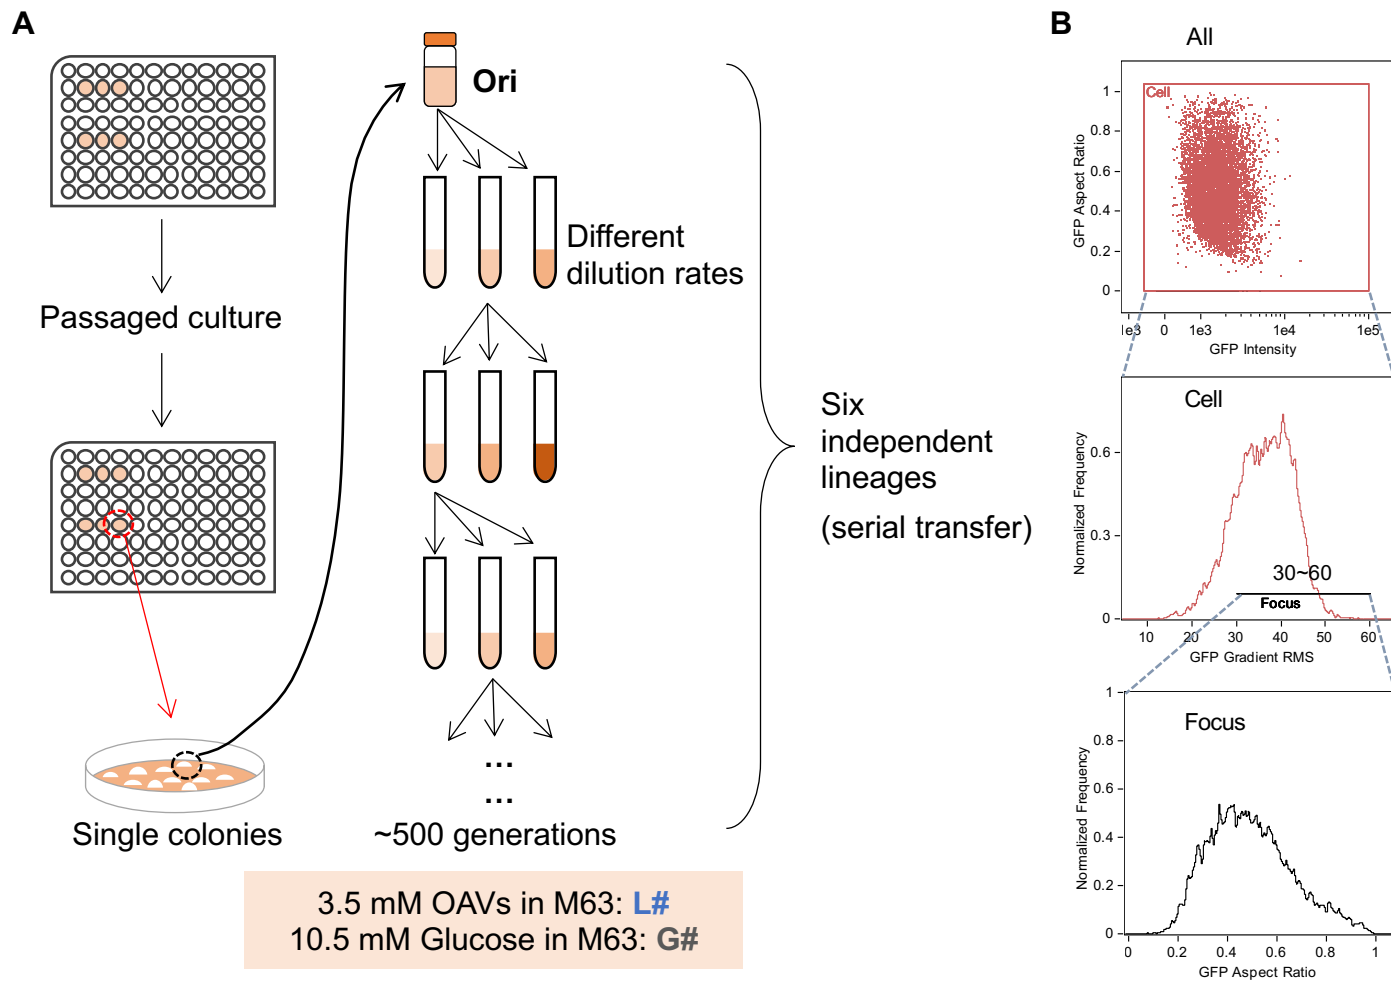 A
Ori
Different
dilution rates
Passaged culture
Six
independent
lineages
(serial transfer)
...
...
Single colonies
~500 generations
3.5 mM OAVs in M63: L#
10.5 mM Glucose in M63: G#
B
All
Cell
GFP Aspect Ratio
1
0.8
0.6
0.4
0.2
0
1e3 0 1e3 1e4 1e5
GFP Intensity
Cell
Normalized Frequency
0.6
0.3
0
30~60
Focus
10 20 30 40 50 60
GFP Gradient RMS
Focus
Normalized Frequency
1
0.8
0.6
0.4
0.2
0
0 0.2 0.4 0.6 0.8 1
GFP Aspect Ratio